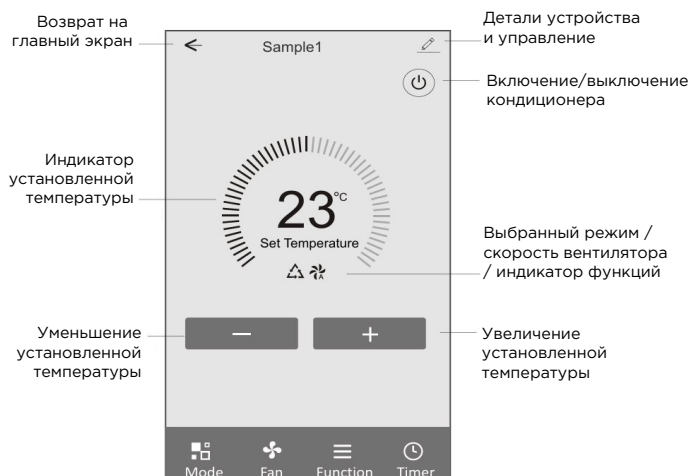 Возврат на
главный экран
Sample1
Детали устройства
и управление
Включение/выключение
кондиционера
Индикатор
установленной
температуры
23°C
Set Temperature
A
Выбранный режим /
скорость вентилятора
/ индикатор функций
Уменьшение
установленной
температуры
−
+
Увеличение
установленной
температуры
Mode Fan Function Timer